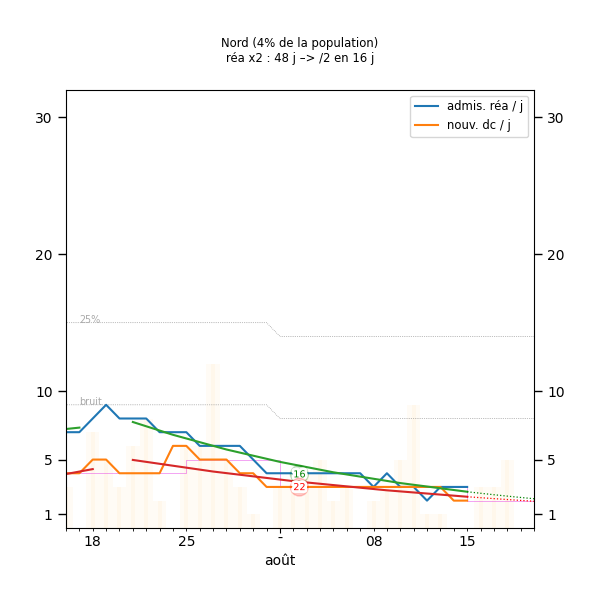 Nord (4% de la population)
réa x2 : 48 j –> /2 en 16 j
admis. réa / j
nouv. dc / j
30 30
20 20
25%
10 10
bruit
5 5
16
22
1 1
18 25 - 08 15
août